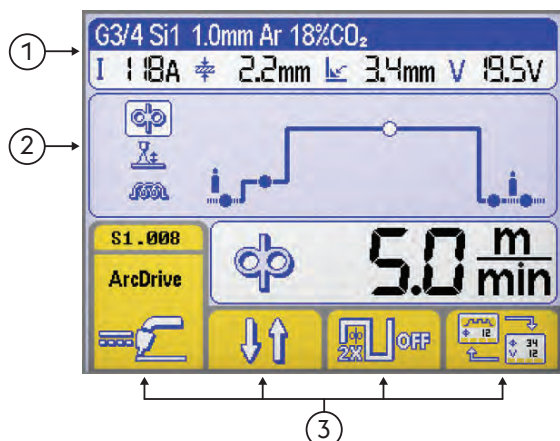 G3/4 Si1 1.0mm Ar 18%CO₂
I 118A 2.2mm 3.4mm V 19.5V
S1.008
ArcDrive
5.0 m/min
2X OFF
12
34
V 12
1
2
3